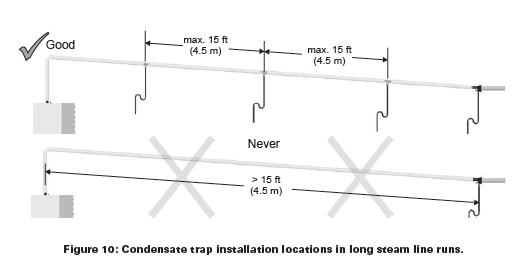 Good
max. 15 ft
(4.5 m)
max. 15 ft
(4.5 m)
Never
> 15 ft
(4.5 m)
Figure 10: Condensate trap installation locations in long steam line runs.